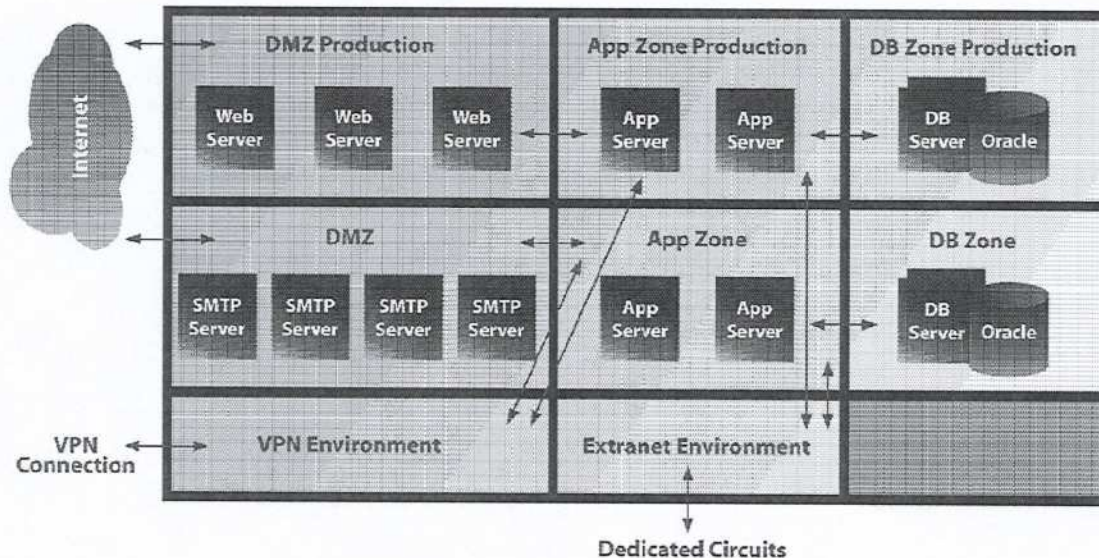 Internet
DMZ Production
Web Server
Web Server
Web Server
App Zone Production
App Server
App Server
DB Zone Production
DB Server
Oracle
DMZ
SMTP Server
SMTP Server
SMTP Server
SMTP Server
App Zone
App Server
App Server
DB Zone
DB Server
Oracle
VPN Connection
VPN Environment
Extranet Environment
Dedicated Circuits